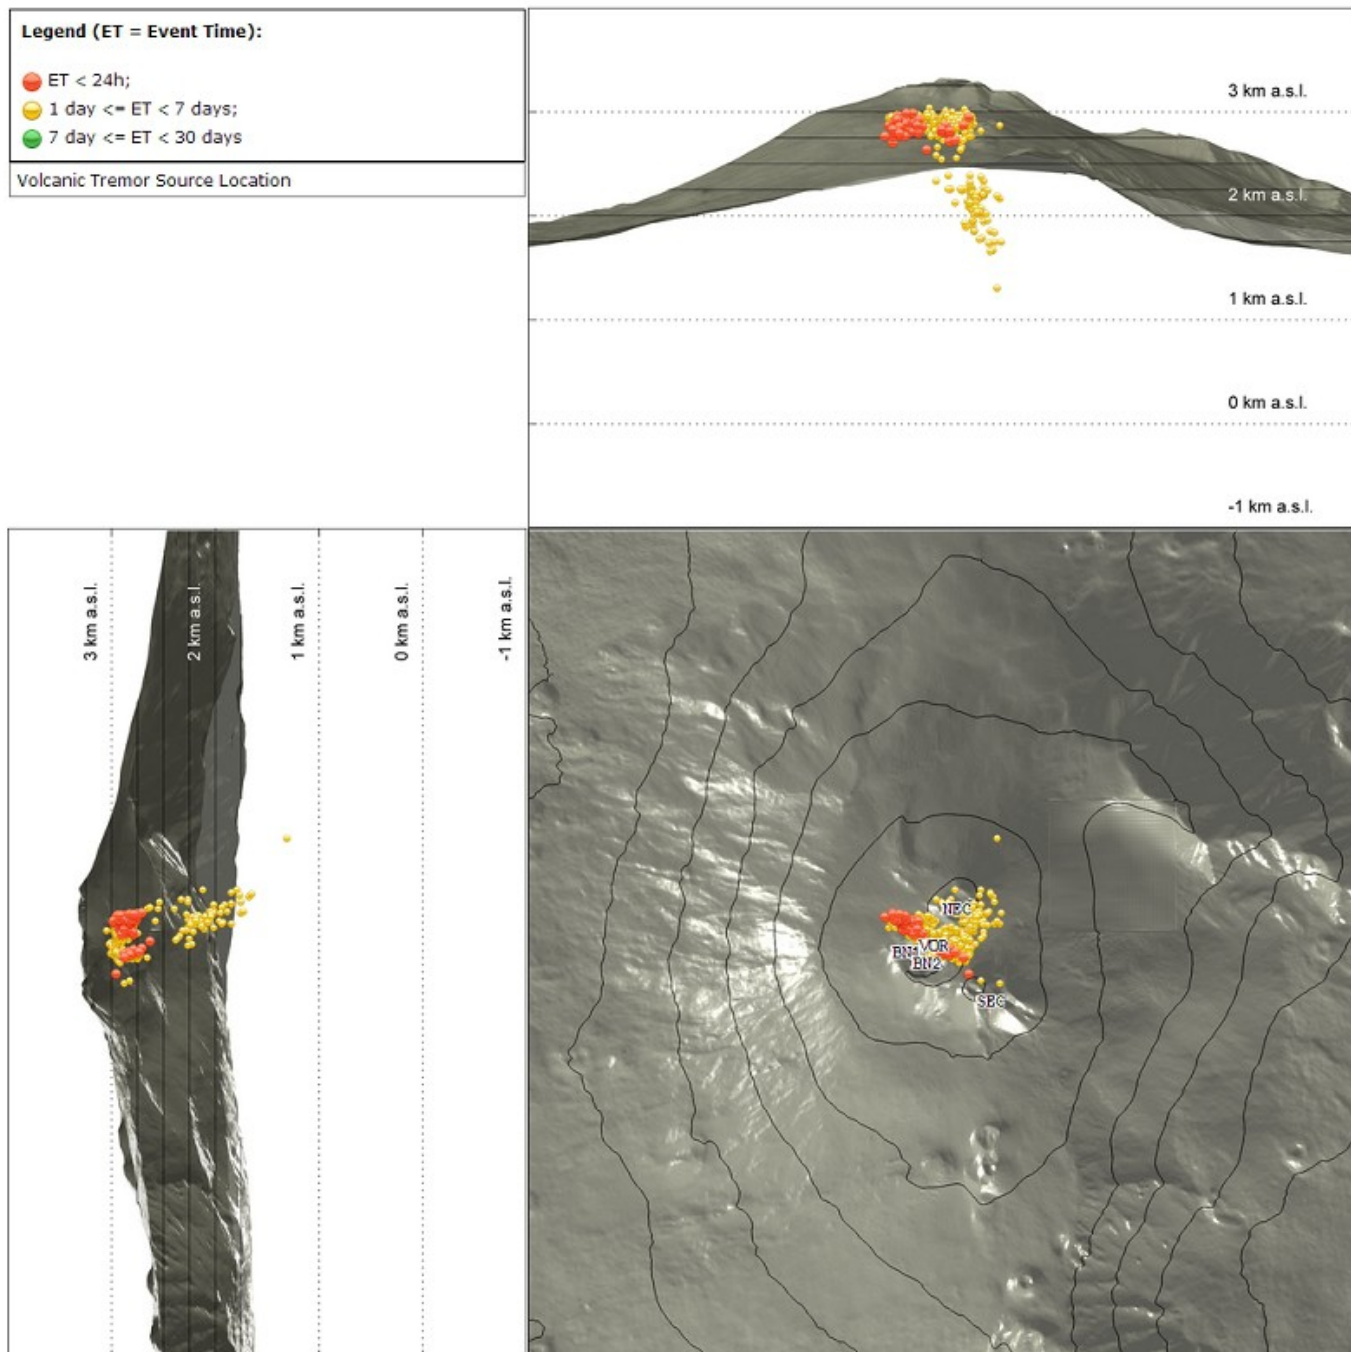 Legend (ET = Event Time):
ET < 24h;
1 day <= ET < 7 days;
7 day <= ET < 30 days
Volcanic Tremor Source Location
3 km a.s.l.
2 km a.s.l.
1 km a.s.l.
0 km a.s.l.
-1 km a.s.l.
3 km a.s.l.
2 km a.s.l.
1 km a.s.l.
0 km a.s.l.
-1 km a.s.l.
NEC
VOR
BN1
BN2
SEC